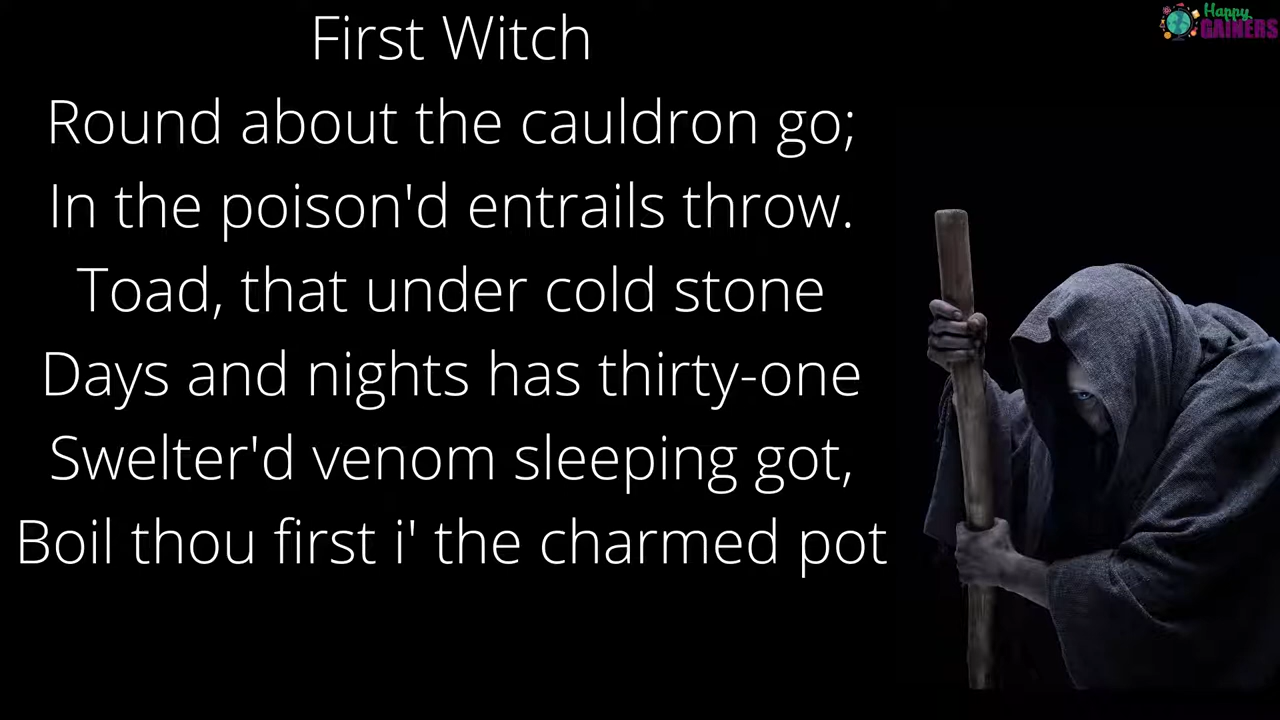 First Witch
Round about the cauldron go;
In the poison'd entrails throw.
Toad, that under cold stone
Days and nights has thirty-one
Swelter'd venom sleeping got,
Boil thou first i' the charmed pot
Happy
GAINERS